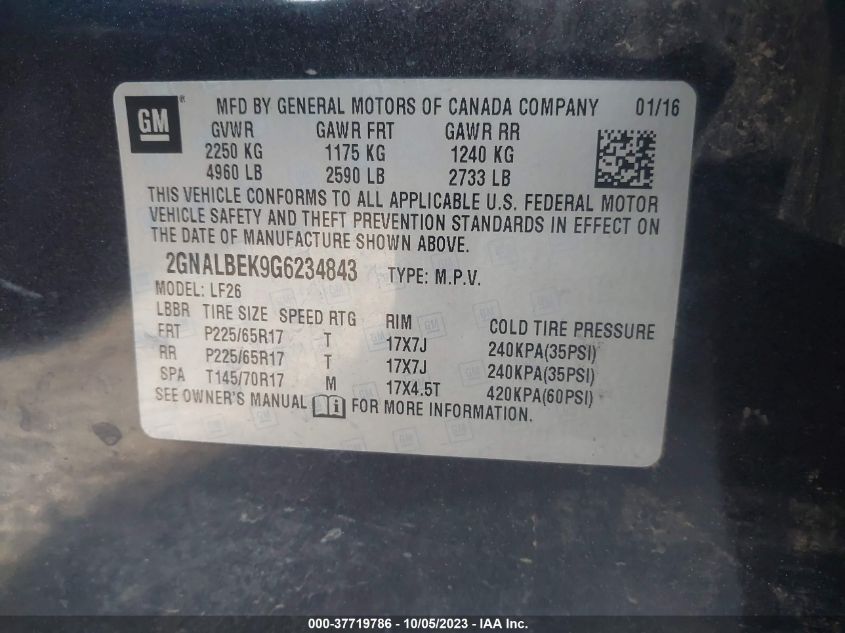 GM ® MFD BY GENERAL MOTORS OF CANADA COMPANY 01/16
GVWR GAWR FRT GAWR RR
2250 KG 1175 KG 1240 KG
4960 LB 2590 LB 2733 LB
THIS VEHICLE CONFORMS TO ALL APPLICABLE U.S. FEDERAL MOTOR
VEHICLE SAFETY AND THEFT PREVENTION STANDARDS IN EFFECT ON
THE DATE OF MANUFACTURE SHOWN ABOVE.
2GNALBEK9G6234843 TYPE: M.P.V.
MODEL: LF26
LBBR TIRE SIZE SPEED RTG RIM COLD TIRE PRESSURE
FRT P225/65R17 T 17X7J 240KPA(35PSI)
RR P225/65R17 T 17X7J 240KPA(35PSI)
SPA T145/70R17 M 17X4.5T 420KPA(60PSI)
SEE OWNER'S MANUAL i FOR MORE INFORMATION.
000-37719786 - 10/05/2023 - IAA Inc.